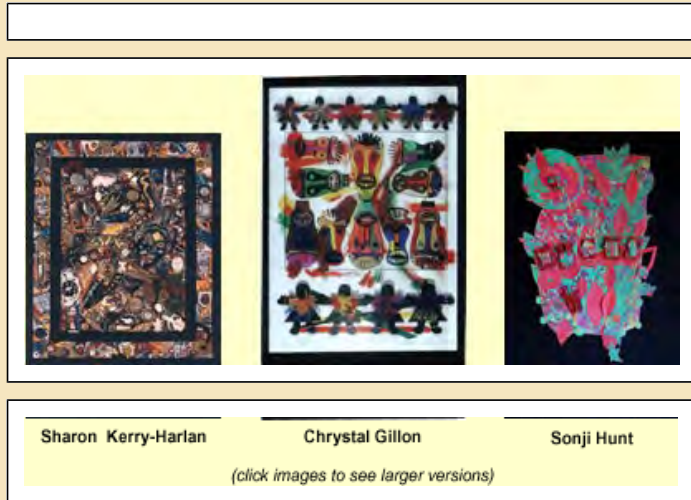 Sharon Kerry-Harlan Chrystal Gillon Sonji Hunt
(click images to see larger versions)